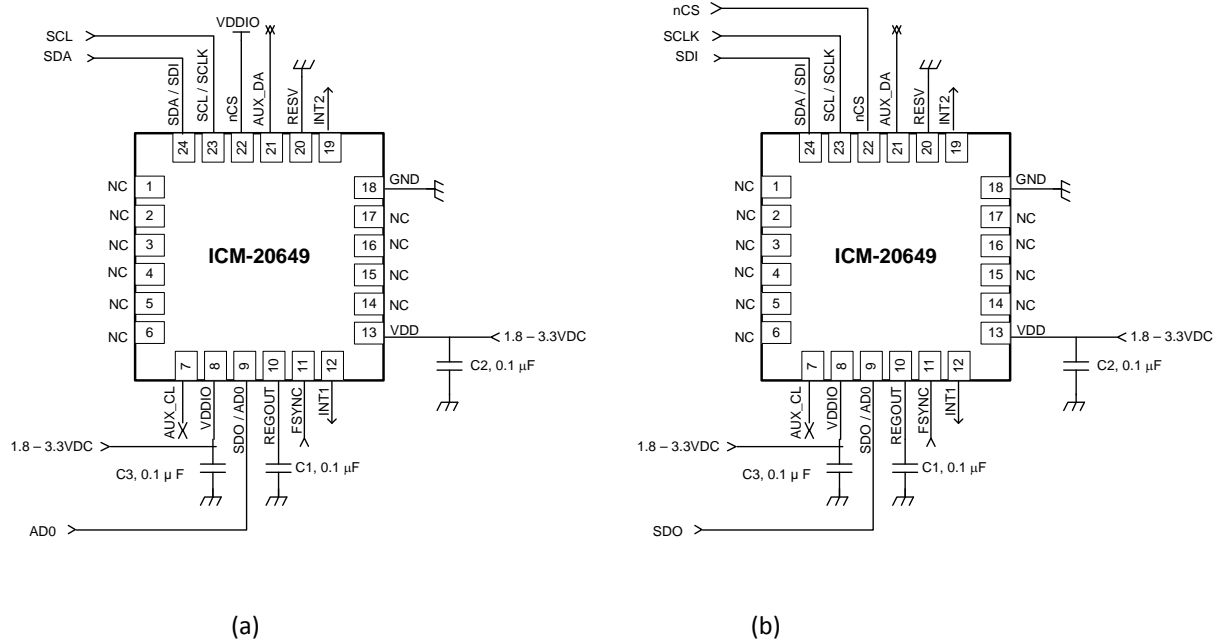 SCL
SDA
VDDIO
SDA / SDI
SCL / SCLK
nCS
AUX_DA
RESV
INT2
24
23
22
21
20
19
NC 1
NC 2
NC 3
NC 4
NC 5
NC 6
ICM-20649
18 GND
17 NC
16 NC
15 NC
14 NC
13 VDD
1.8 – 3.3VDC
C2, 0.1 µF
7
8
9
10
11
12
AUX_CL
VDDIO
SDO / AD0
REGOUT
FSYNC
INT1
1.8 – 3.3VDC
C3, 0.1 µ F
C1, 0.1 µF
AD0
(a)
nCS
SCLK
SDI
SDA / SDI
SCL / SCLK
nCS
AUX_DA
RESV
INT2
24
23
22
21
20
19
NC 1
NC 2
NC 3
NC 4
NC 5
NC 6
ICM-20649
18 GND
17 NC
16 NC
15 NC
14 NC
13 VDD
1.8 – 3.3VDC
C2, 0.1 µF
7
8
9
10
11
12
AUX_CL
VDDIO
SDO / AD0
REGOUT
FSYNC
INT1
1.8 – 3.3VDC
C3, 0.1 µ F
C1, 0.1 µF
SDO
(b)